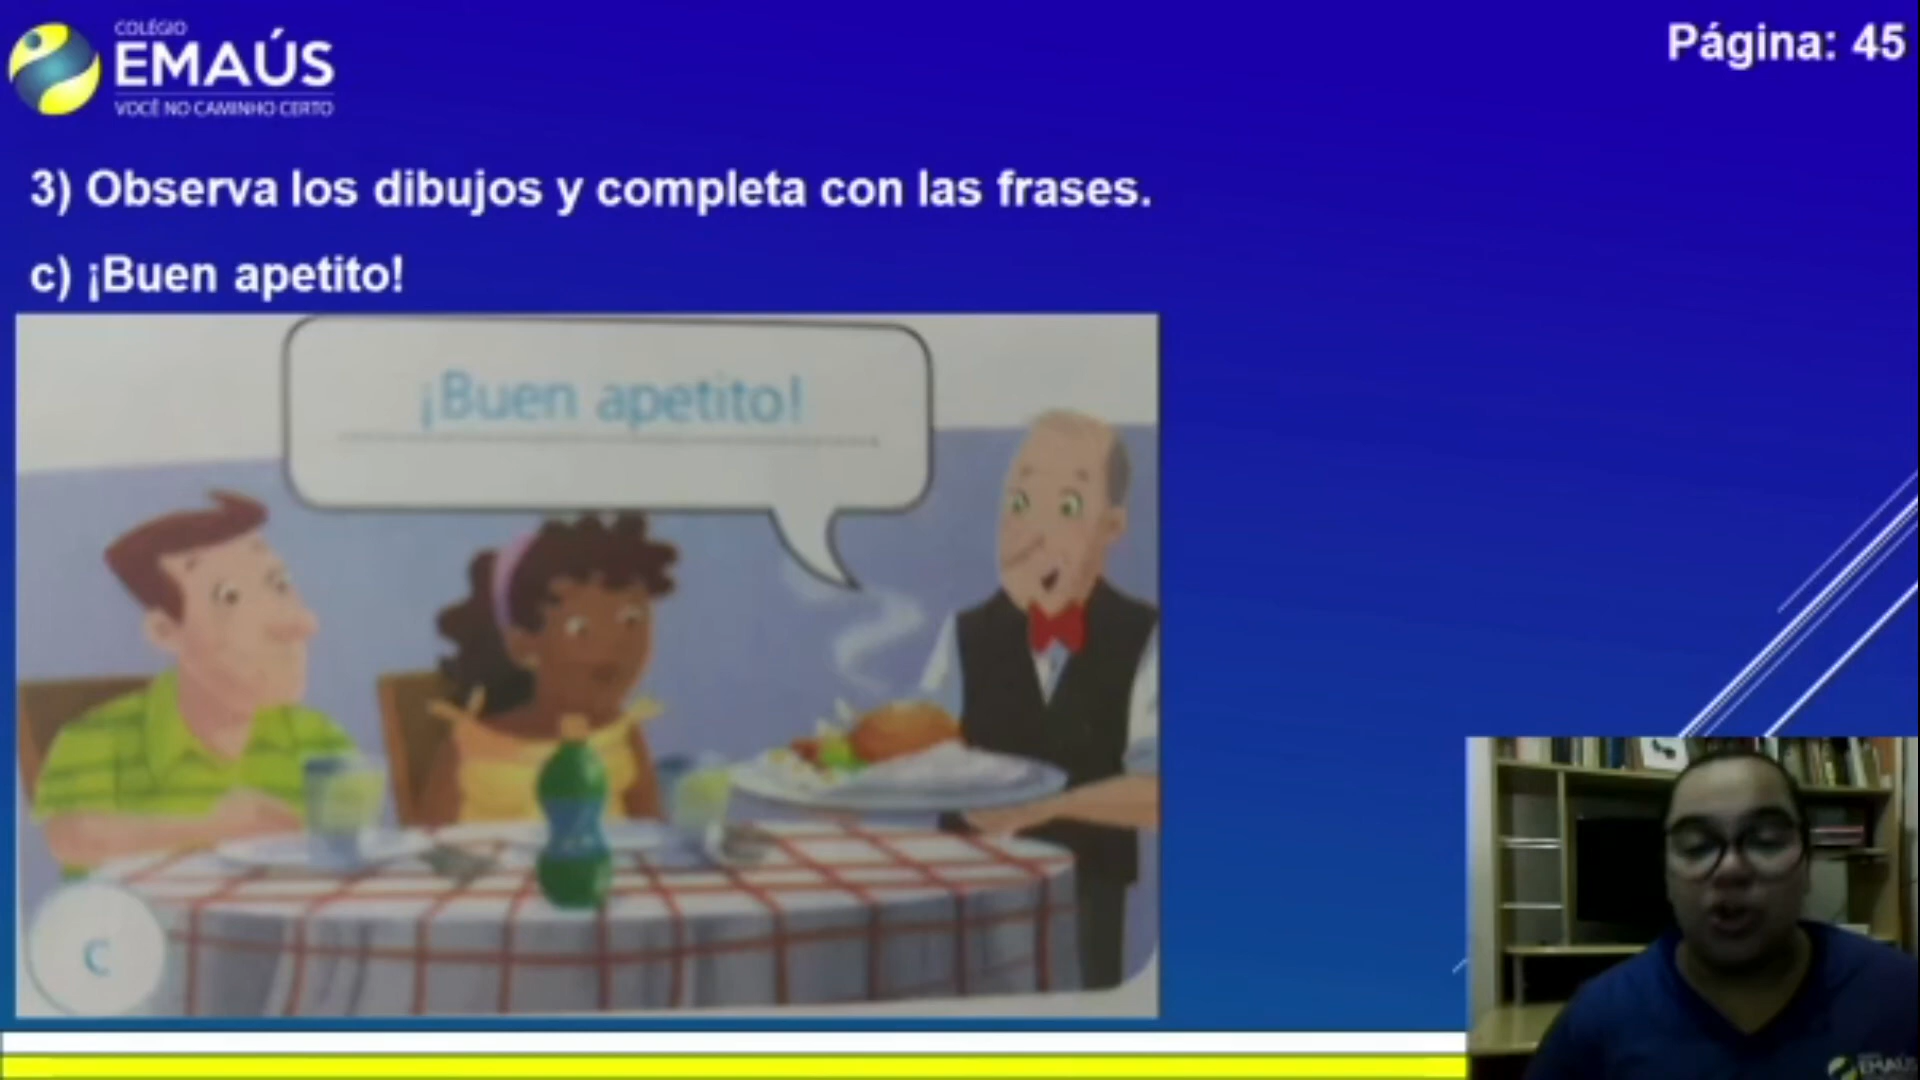 COLÉGIO
EMAÚS
VOCÊ NO CAMINHO CERTO
Página: 45
3) Observa los dibujos y completa con las frases.
c) ¡Buen apetito!
¡Buen apetito!
C
EMAÚS